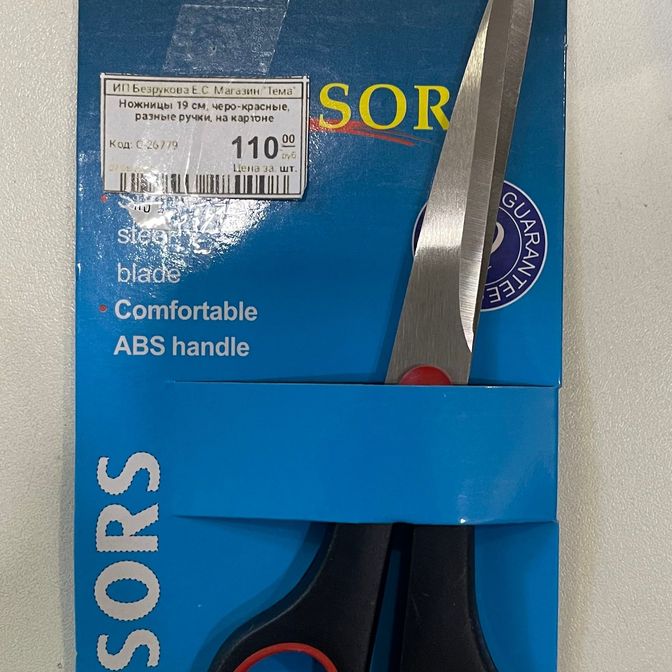 ИП Безрукова Е.С. Магазин "Тема"
Ножницы 19 см, черо-красные,
разные ручки, на картоне
Код: С-26779
110 00 руб
Цена за: шт.
SOR
GUARANTEE
blade
• Comfortable
ABS handle
SORS